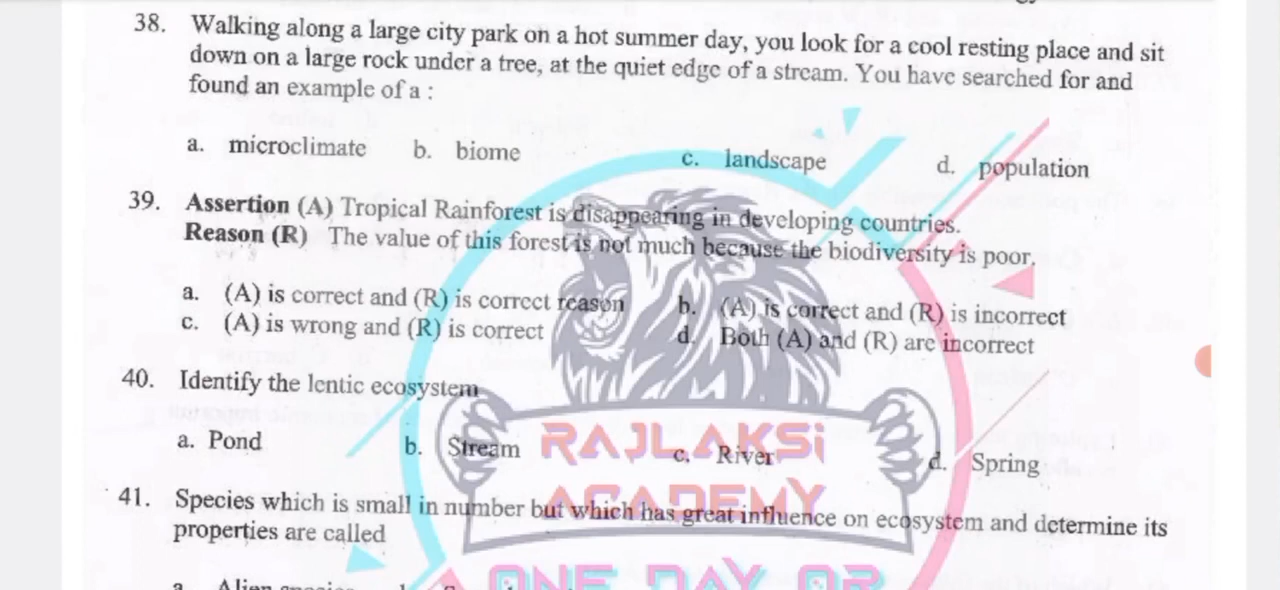 38. Walking along a large city park on a hot summer day, you look for a cool resting place and sit
down on a large rock under a tree, at the quiet edge of a stream. You have searched for and
found an example of a :
a. microclimate b. biome c. landscape d. population
39. Assertion (A) Tropical Rainforest is disappearing in developing countries.
Reason (R) The value of this forest is not much because the biodiversity is poor.
a. (A) is correct and (R) is correct reason b. (A) is correct and (R) is incorrect
c. (A) is wrong and (R) is correct d. Both (A) and (R) are incorrect
40. Identify the lentic ecosystem
a. Pond b. Stream c. River d. Spring
RAJLAKSi
ACADEMY
41. Species which is small in number but which has great influence on ecosystem and determine its
properties are called
a. Alien species b.
ONE DAY OR